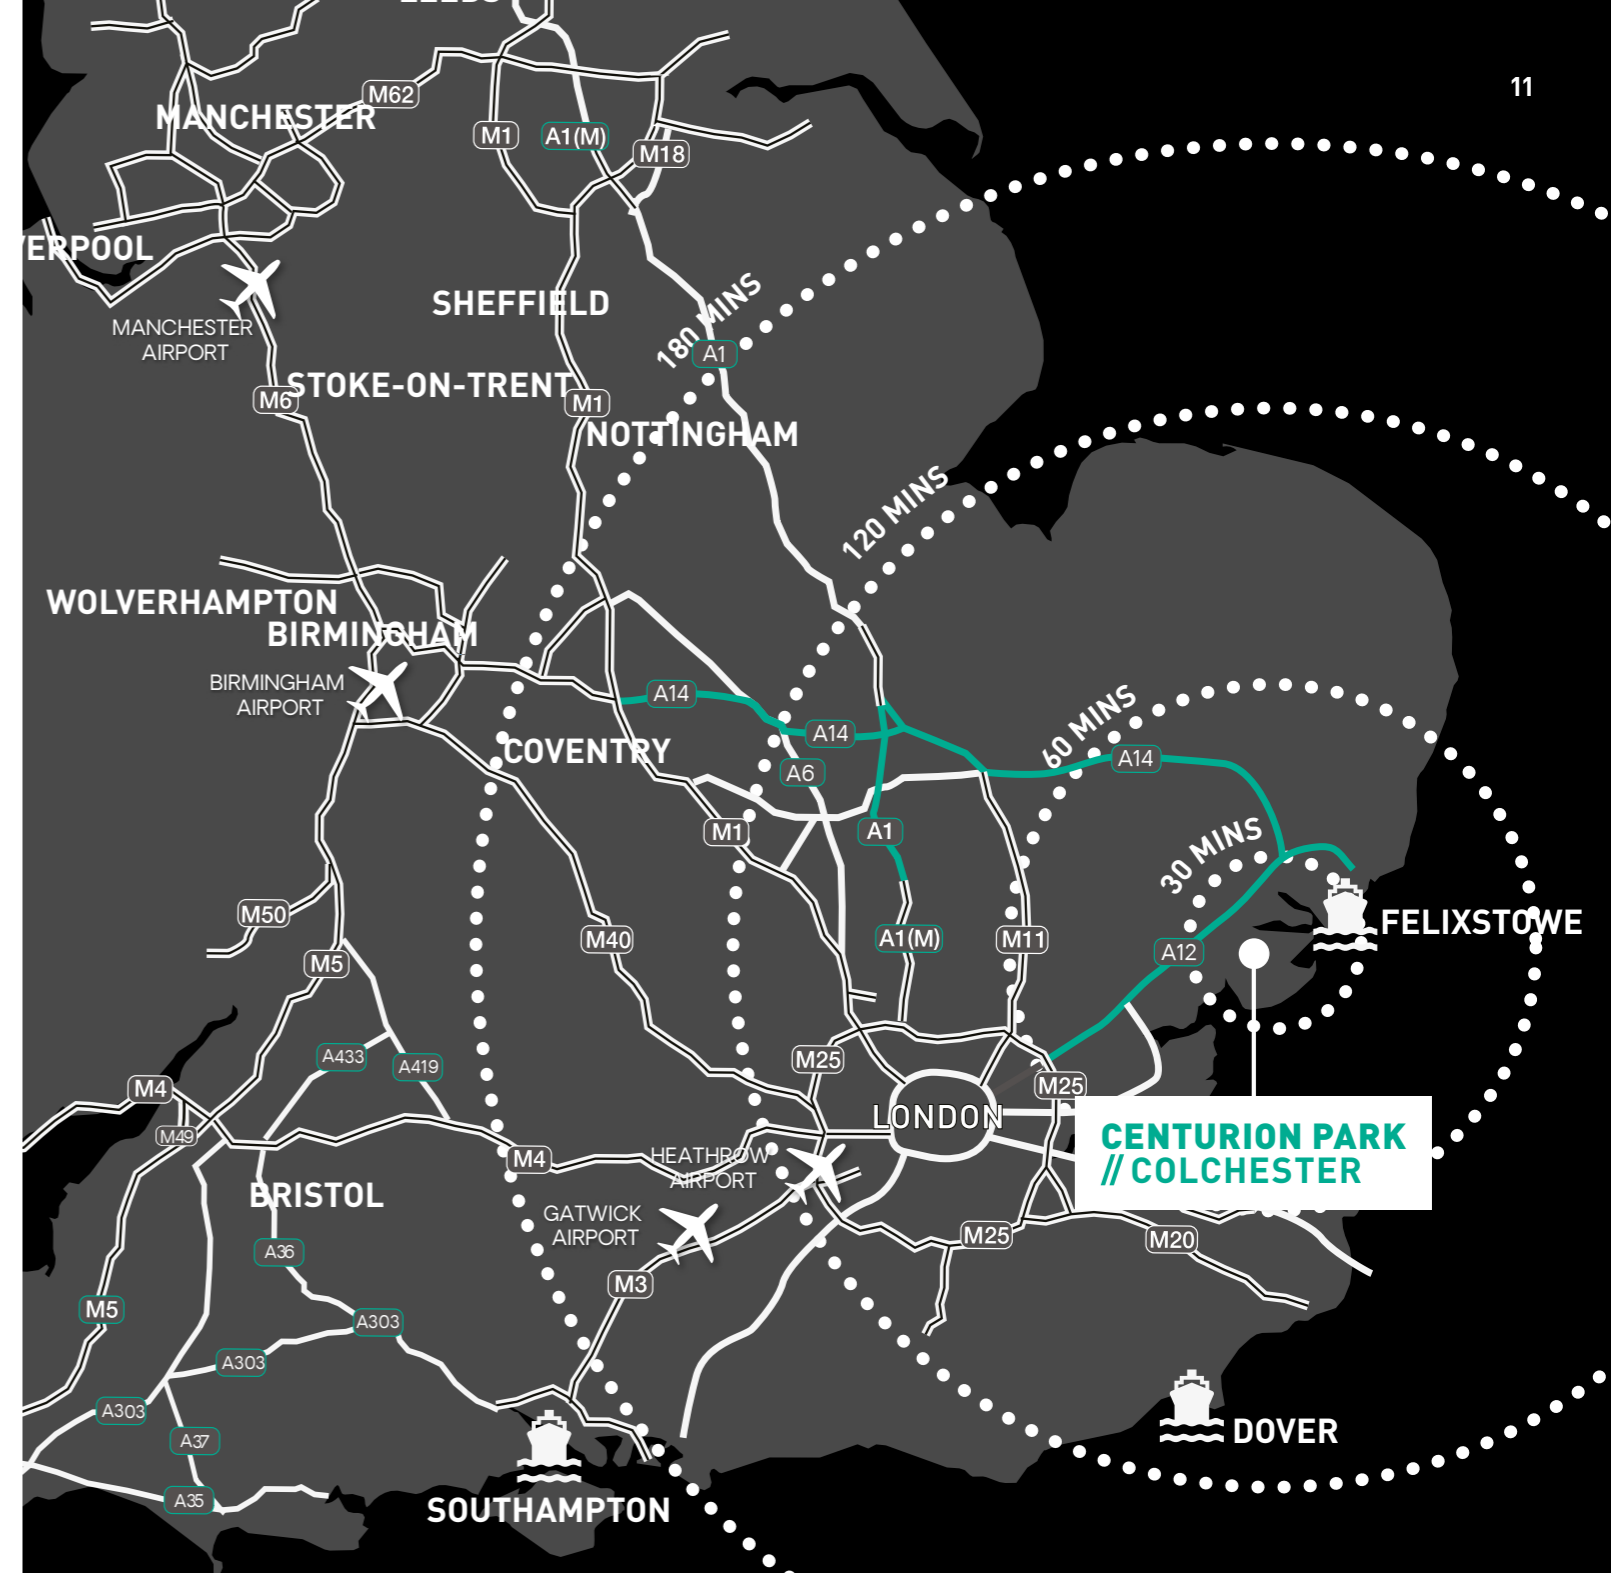 LEEDS
11
M62
MANCHESTER
M1
A1(M)
M18
VERPOOL
180 MINS
SHEFFIELD
MANCHESTER
AIRPORT
A1
STOKE-ON-TRENT
M6
M1
NOTTINGHAM
120 MINS
WOLVERHAMPTON
BIRMINGHAM
BIRMINGHAM
AIRPORT
A14
A14
60 MINS
A14
COVENTRY
A6
M1
A1
30 MINS
M50
M40
A1(M)
M11
A12
FELIXSTOWE
M5
A433
A419
M25
M25
M4
LONDON
M49
CENTURION PARK
// COLCHESTER
M4
HEATHROW
AIRPORT
BRISTOL
GATWICK
AIRPORT
M25
M20
A36
M3
M5
A303
A303
A303
A37
DOVER
A35
SOUTHAMPTON